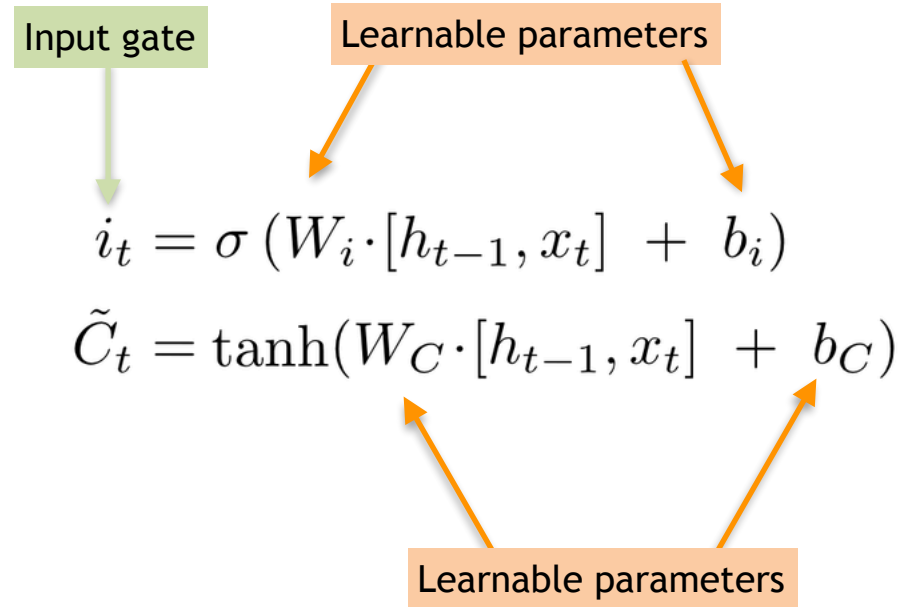 Input gate
Learnable parameters
i_t = σ (W_i·[h_{t−1}, x_t] + b_i)
C̃_t = tanh(W_C·[h_{t−1}, x_t] + b_C)
Learnable parameters